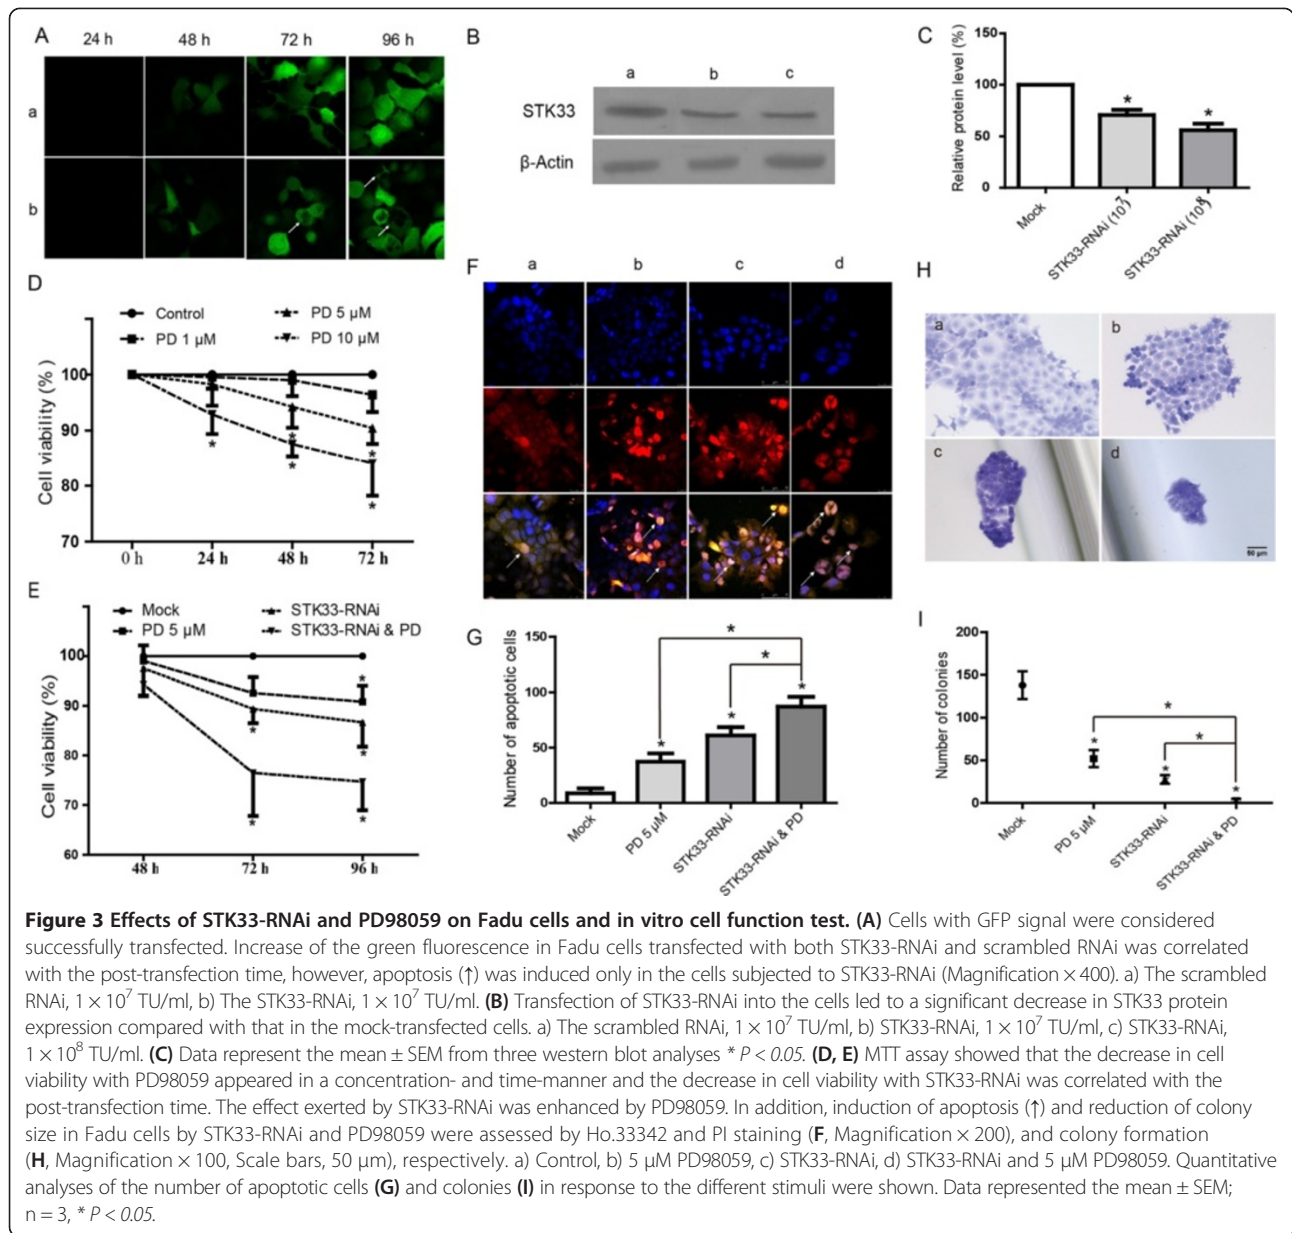 A
24 h 48 h 72 h 96 h
a
b
B
a b c
STK33
β-Actin
C
Relative protein level (%)
150
100
50
0
* *
Mock
STK33-RNAi (10⁷)
STK33-RNAi (10⁸)
D
Control
PD 1 μM
PD 5 μM
PD 10 μM
Cell viability (%)
100
90
80
70
* * * * *
0 h 24 h 48 h 72 h
E
Mock
PD 5 μM
STK33-RNAi
STK33-RNAi & PD
Cell viability (%)
100
90
80
70
60
* * * * *
48 h 72 h 96 h
F
a b c d
G
Number of apoptotic cells
150
100
50
0
* * * * *
Mock
PD 5 μM
STK33-RNAi
STK33-RNAi & PD
H
a b
c d
50 μm
I
Number of colonies
200
150
100
50
0
* * * * *
Mock
PD 5 μM
STK33-RNAi
STK33-RNAi & PD
Figure 3 Effects of STK33-RNAi and PD98059 on Fadu cells and in vitro cell function test. (A) Cells with GFP signal were considered
successfully transfected. Increase of the green fluorescence in Fadu cells transfected with both STK33-RNAi and scrambled RNAi was correlated
with the post-transfection time, however, apoptosis (↑) was induced only in the cells subjected to STK33-RNAi (Magnification × 400). a) The scrambled
RNAi, 1 × 10⁷ TU/ml, b) The STK33-RNAi, 1 × 10⁷ TU/ml. (B) Transfection of STK33-RNAi into the cells led to a significant decrease in STK33 protein
expression compared with that in the mock-transfected cells. a) The scrambled RNAi, 1 × 10⁷ TU/ml, b) STK33-RNAi, 1 × 10⁷ TU/ml, c) STK33-RNAi,
1 × 10⁸ TU/ml. (C) Data represent the mean ± SEM from three western blot analyses * P < 0.05. (D, E) MTT assay showed that the decrease in cell
viability with PD98059 appeared in a concentration- and time-manner and the decrease in cell viability with STK33-RNAi was correlated with the
post-transfection time. The effect exerted by STK33-RNAi was enhanced by PD98059. In addition, induction of apoptosis (↑) and reduction of colony
size in Fadu cells by STK33-RNAi and PD98059 were assessed by Ho.33342 and PI staining (F, Magnification × 200), and colony formation
(H, Magnification × 100, Scale bars, 50 μm), respectively. a) Control, b) 5 μM PD98059, c) STK33-RNAi, d) STK33-RNAi and 5 μM PD98059. Quantitative
analyses of the number of apoptotic cells (G) and colonies (I) in response to the different stimuli were shown. Data represented the mean ± SEM;
n = 3, * P < 0.05.